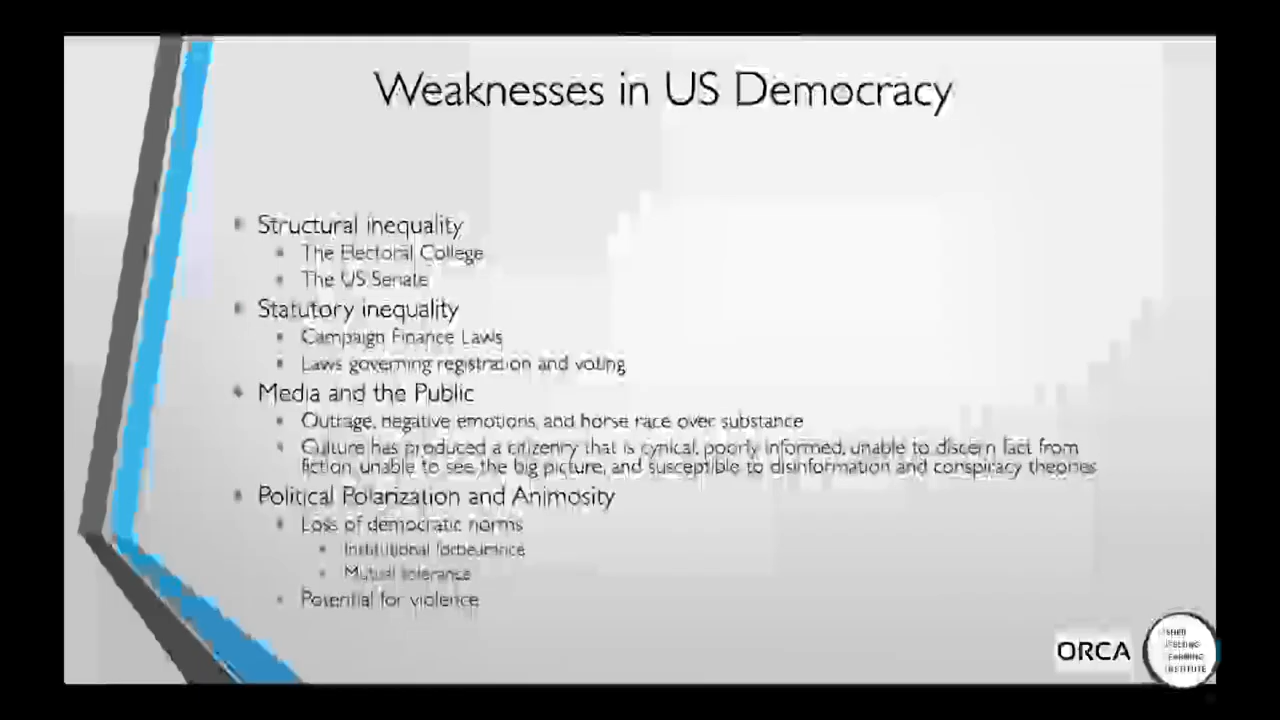 Weaknesses in US Democracy
Structural inequality
The Electoral College
The US Senate
Statutory inequality
Campaign Finance Laws
Laws governing registration and voting
Media and the Public
Outrage, negative emotions, and horse race over substance
Culture has produced a citizenry that is cynical, poorly informed, unable to discern fact from
fiction, unable to see the big picture, and susceptible to disinformation and conspiracy theories
Political Polarization and Animosity
Loss of democratic norms
Institutional forbearance
Mutual tolerance
Potential for violence
ORCA
INSTITUTE